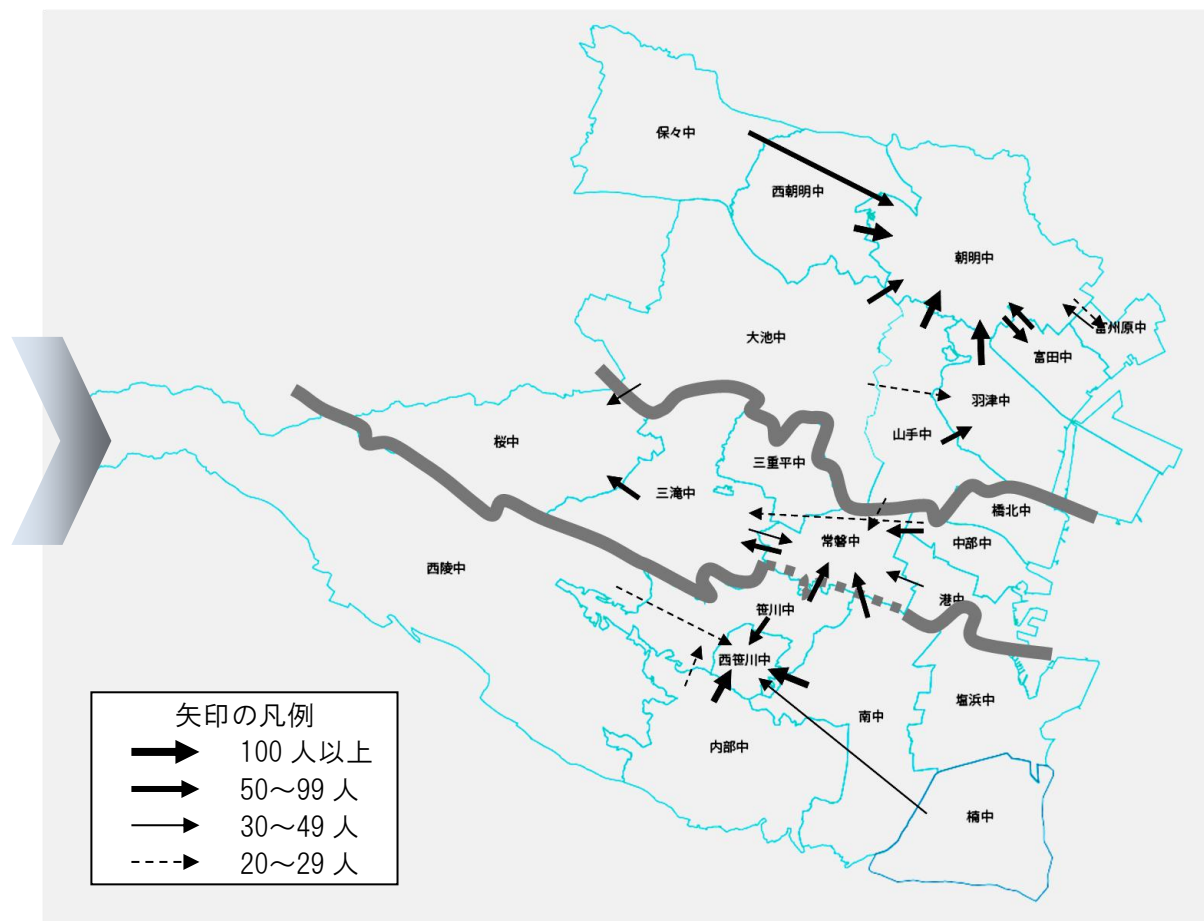 保々中
西朝明中
朝明中
富州原中
大池中
富田中
羽津中
山手中
桜中
三重平中
三滝中
橋北中
常磐中
中部中
西陵中
港中
笹川中
西笹川中
塩浜中
南中
内部中
楠中
矢印の凡例
100 人以上
50～99 人
30～49 人
20～29 人